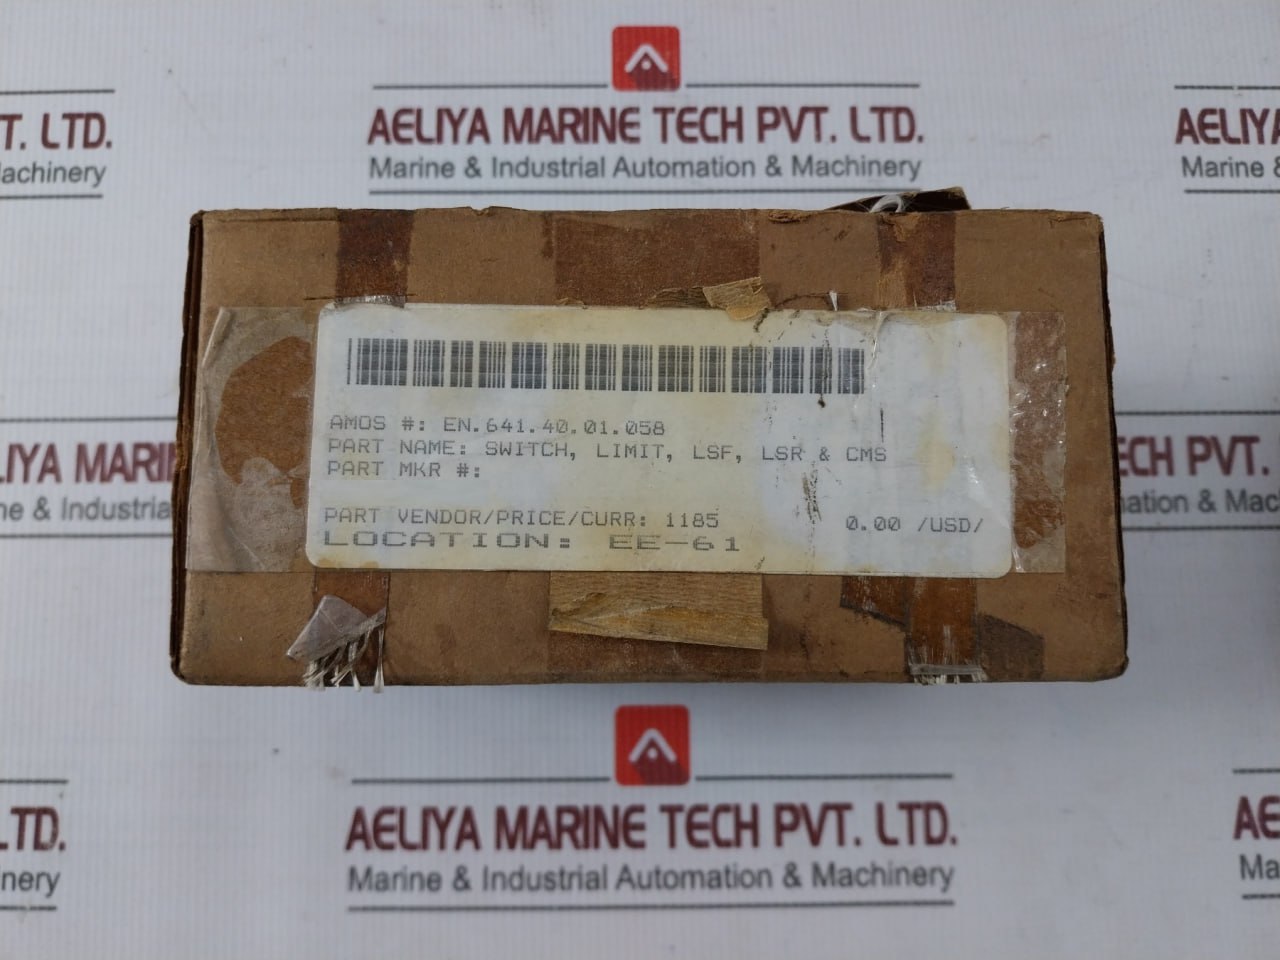 AELIYA MARINE TECH PVT. LTD.
Marine & Industrial Automation & Machinery
T. LTD.
achinery
AELIYA
Marine &
AMOS #: EN.641.40.01.058
PART NAME: SWITCH, LIMIT, LSF, LSR & CMS
PART MKR #:
PART VENDOR/PRICE/CURR: 1185 0.00 /USD/
LOCATION: EE-61
LIYA MARI
ne & Industria
ECH PVT.
utomation & Mac
LTD.
nery
AELIYA MARINE TECH PVT. LTD.
Marine & Industrial Automation & Machinery
AE
Ma